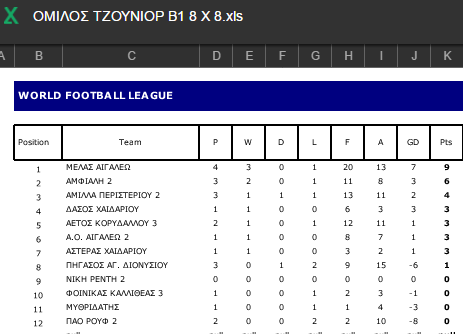 ΟΜΙΛΟΣ ΤΖΟΥΝΙΟΡ Β1 8 Χ 8.xls
A B C D E F G H I J K
WORLD FOOTBALL LEAGUE
Position Team P W D L F A GD Pts
1 ΜΕΛΑΣ ΑΙΓΑΛΕΩ 4 3 0 1 20 13 7 9
2 ΑΜΦΙΑΛΗ 2 3 2 0 1 11 8 3 6
3 ΑΜΙΛΛΑ ΠΕΡΙΣΤΕΡΙΟΥ 2 3 1 1 1 13 11 2 4
4 ΔΑΣΟΣ ΧΑΙΔΑΡΙΟΥ 1 1 0 0 6 3 3 3
5 ΑΕΤΟΣ ΚΟΡΥΔΑΛΛΟΥ 3 2 1 0 1 12 11 1 3
6 Α.Ο. ΑΙΓΑΛΕΩ 2 1 1 0 0 8 7 1 3
7 ΑΣΤΕΡΑΣ ΧΑΙΔΑΡΙΟΥ 1 1 0 0 3 2 1 3
8 ΠΗΓΑΣΟΣ ΑΓ. ΔΙΟΝΥΣΙΟΥ 3 0 1 2 9 15 -6 1
9 ΝΙΚΗ ΡΕΝΤΗ 2 0 0 0 0 0 0 0 0
10 ΦΟΙΝΙΚΑΣ ΚΑΛΛΙΘΕΑΣ 3 1 0 0 1 2 3 -1 0
11 ΜΥΘΡΙΔΑΤΗΣ 1 0 0 1 1 4 -3 0
12 ΠΑΟ ΡΟΥΦ 2 2 0 0 2 2 10 -8 0